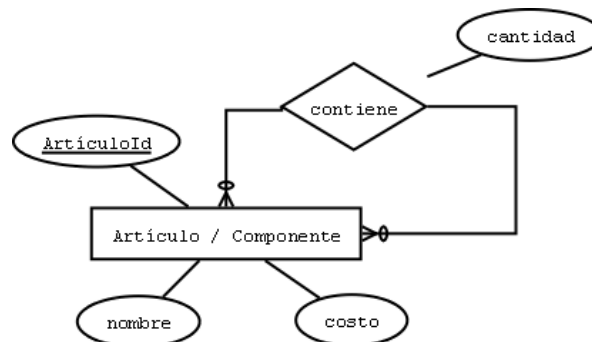 cantidad
contiene
ArtículoId
Artículo / Componente
nombre
costo